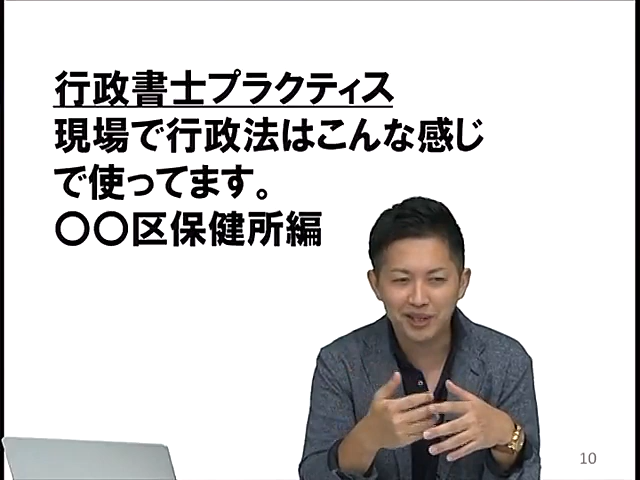 行政書士プラクティス
現場で行政法はこんな感じ
で使ってます。
〇〇区保健所編
10